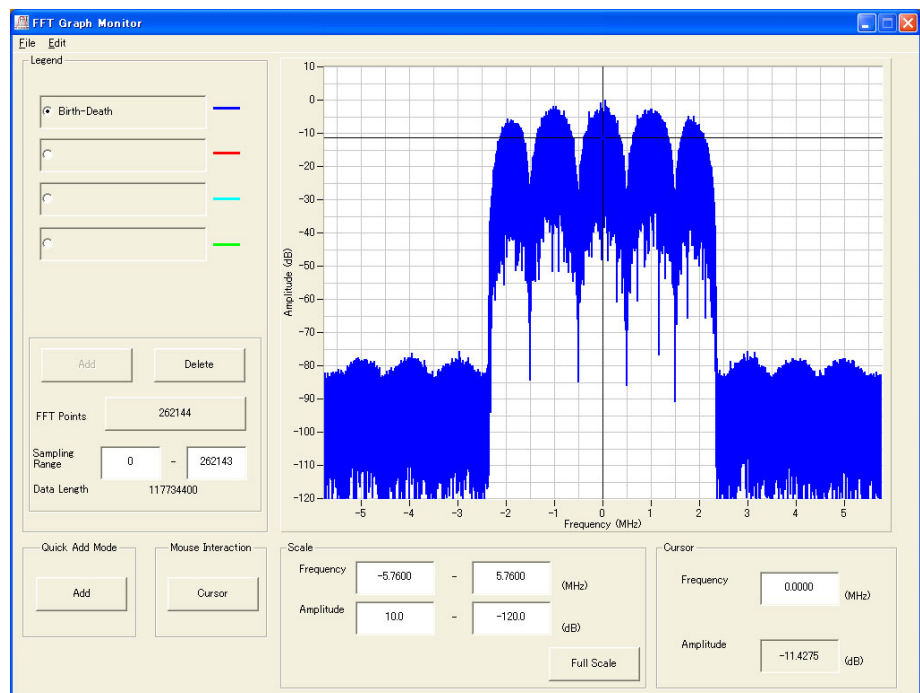 FFT Graph Monitor
File Edit
Legend
Birth-Death
Add Delete
FFT Points 262144
Sampling Range 0 - 262143
Data Length 117734400
Quick Add Mode
Add
Mouse Interaction
Cursor
10
0
-10
-20
-30
-40
-50
-60
-70
-80
-90
-100
-110
-120
Amplitude (dB)
-5 -4 -3 -2 -1 0 1 2 3 4 5
Frequency (MHz)
Scale
Frequency -5.7600 - 5.7600 (MHz)
Amplitude 10.0 - -120.0 (dB)
Full Scale
Cursor
Frequency 0.0000 (MHz)
Amplitude -11.4275 (dB)